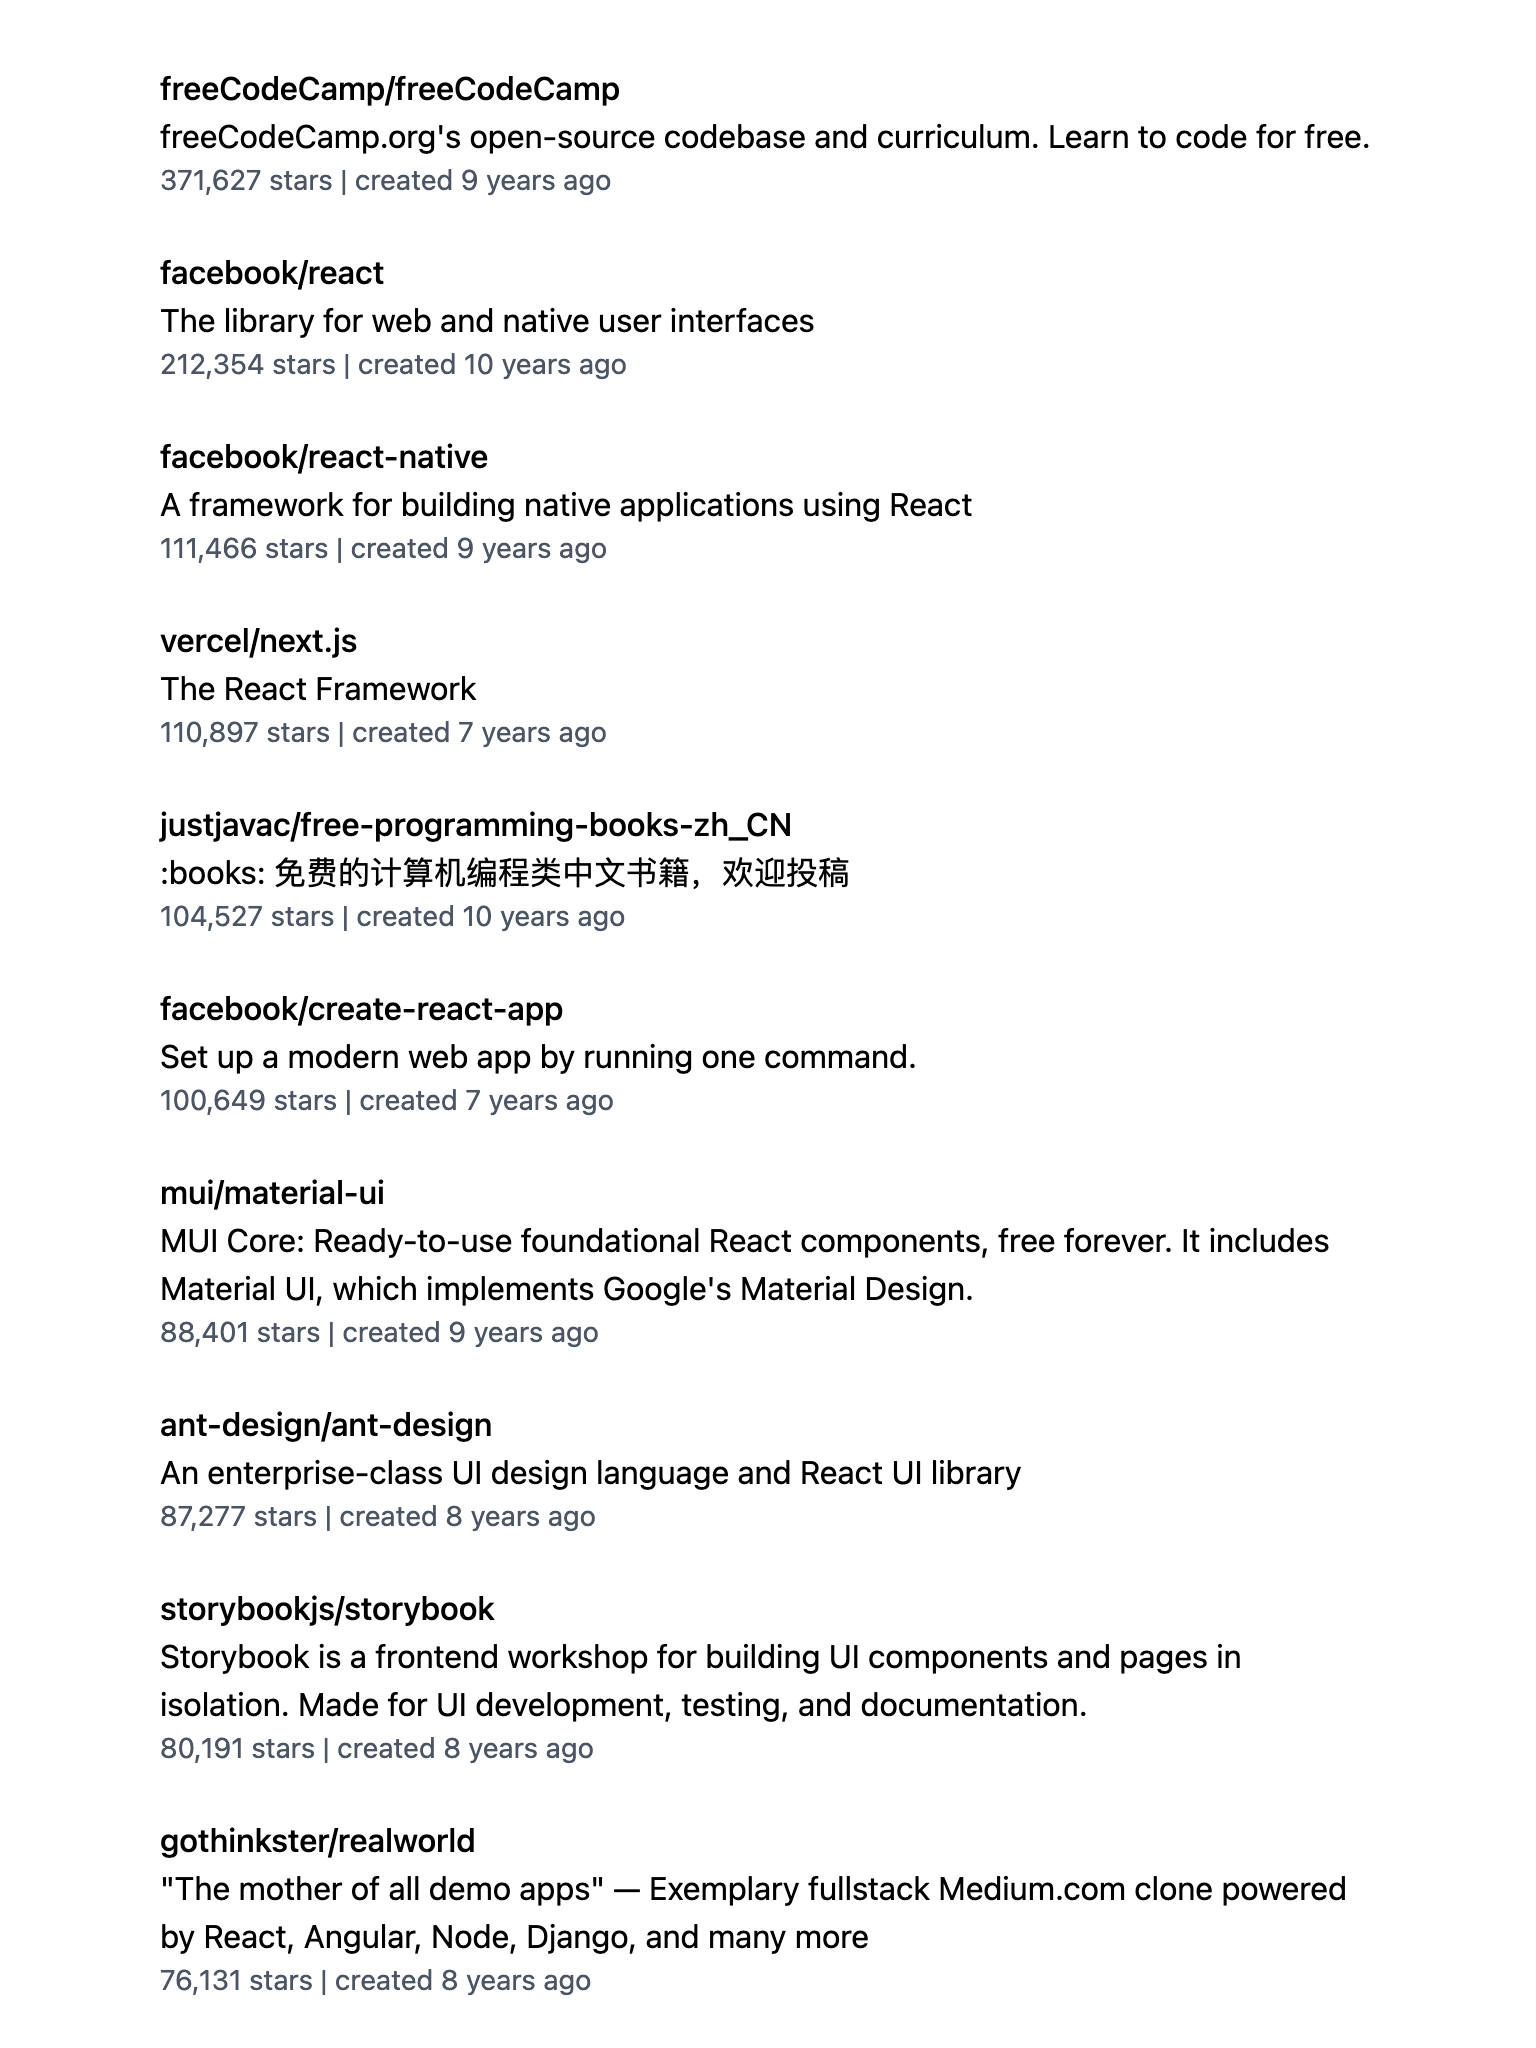 freeCodeCamp/freeCodeCamp
freeCodeCamp.org's open-source codebase and curriculum. Learn to code for free.
371,627 stars | created 9 years ago
facebook/react
The library for web and native user interfaces
212,354 stars | created 10 years ago
facebook/react-native
A framework for building native applications using React
111,466 stars | created 9 years ago
vercel/next.js
The React Framework
110,897 stars | created 7 years ago
justjavac/free-programming-books-zh_CN
:books: 免费的计算机编程类中文书籍，欢迎投稿
104,527 stars | created 10 years ago
facebook/create-react-app
Set up a modern web app by running one command.
100,649 stars | created 7 years ago
mui/material-ui
MUI Core: Ready-to-use foundational React components, free forever. It includes
Material UI, which implements Google's Material Design.
88,401 stars | created 9 years ago
ant-design/ant-design
An enterprise-class UI design language and React UI library
87,277 stars | created 8 years ago
storybookjs/storybook
Storybook is a frontend workshop for building UI components and pages in
isolation. Made for UI development, testing, and documentation.
80,191 stars | created 8 years ago
gothinkster/realworld
"The mother of all demo apps" — Exemplary fullstack Medium.com clone powered
by React, Angular, Node, Django, and many more
76,131 stars | created 8 years ago